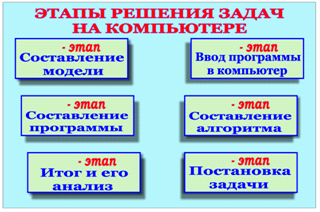 ЭТАПЫ РЕШЕНИЯ ЗАДАЧ
НА КОМПЬЮТЕРЕ
- этап
Составление
модели
- этап
Ввод программы
в компьютер
- этап
Составление
программы
- этап
Составление
алгоритма
- этап
Итог и его
анализ
- этап
Постановка
задачи